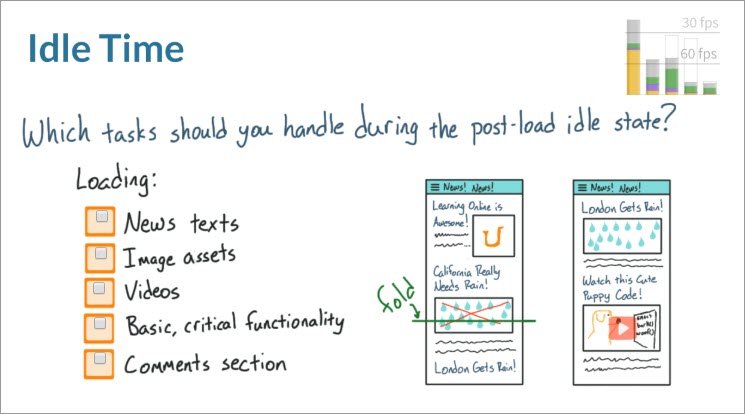 Idle Time
30 fps
60 fps
Which tasks should you handle during the post-load idle state?
Loading:
News texts
Image assets
Videos
Basic, critical functionality
Comments section
fold
News! News!
Learning Online is
Awesome!
U
California Really
Needs Rain!
London Gets Rain!
News! News!
London Gets Rain!
Watch this Cute
Puppy Code!